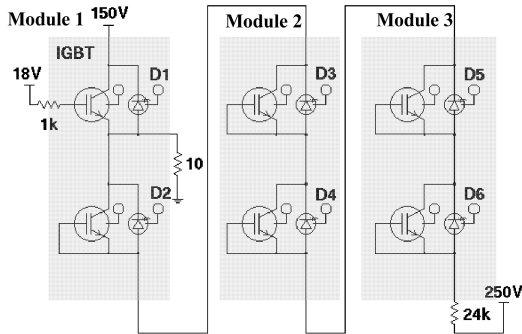 Module 1
150V
Module 2
Module 3
IGBT
18V
D1
D3
D5
1k
10
D2
D4
D6
250V
24k